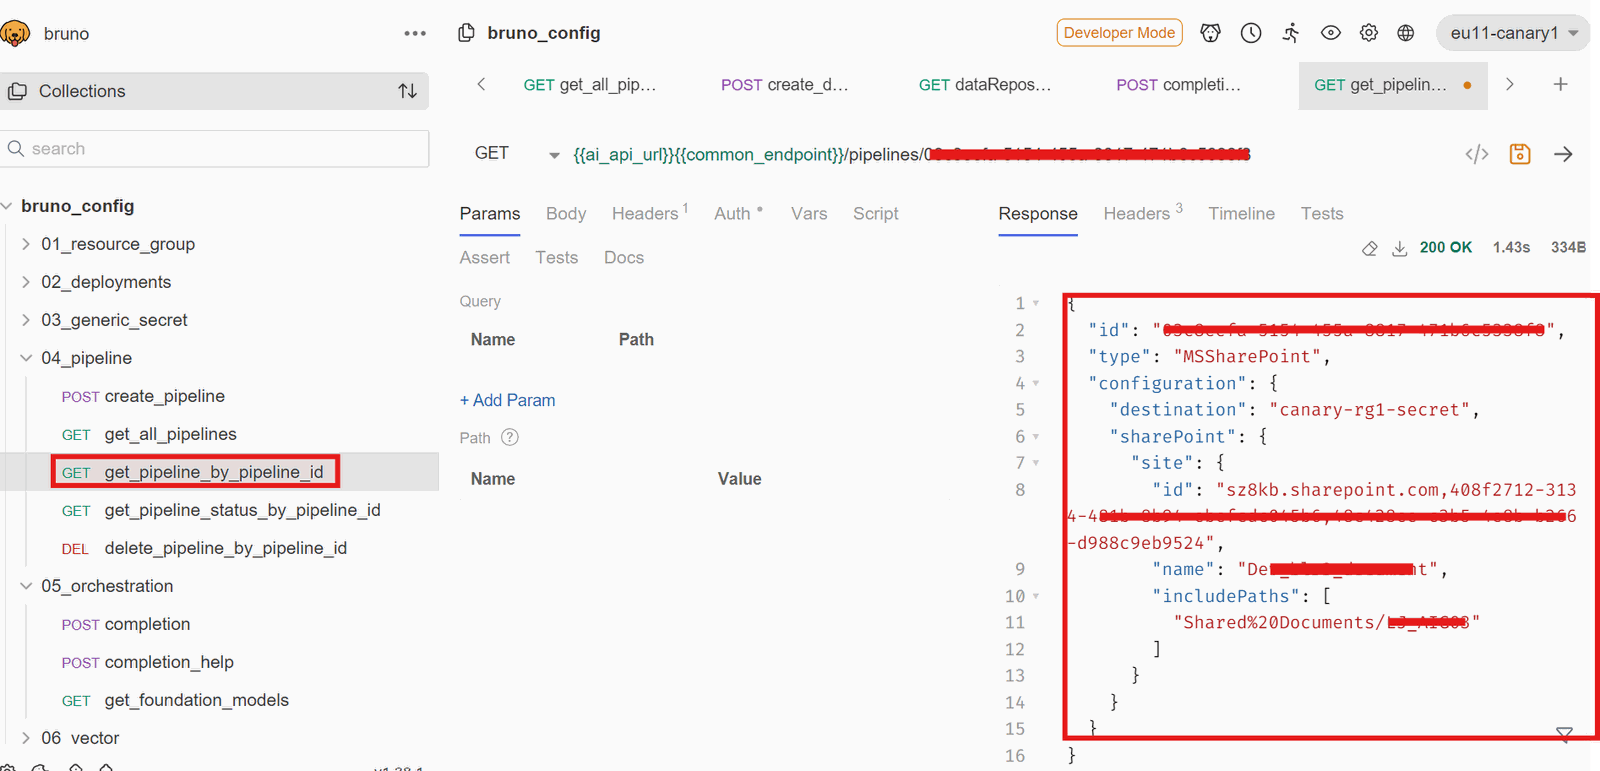 bruno
bruno_config
Developer Mode
eu11-canary1
Collections
GET get_all_pip...
POST create_d...
GET dataRepos...
POST completi...
GET get_pipelin...
search
GET
{{ai_api_url}}{{common_endpoint}}/pipelines/
Params Body Headers 1 Auth Vars Script
Assert Tests Docs
Response Headers 3 Timeline Tests
200 OK 1.43s 334B
bruno_config
01_resource_group
02_deployments
03_generic_secret
04_pipeline
POST create_pipeline
GET get_all_pipelines
GET get_pipeline_by_pipeline_id
GET get_pipeline_status_by_pipeline_id
DEL delete_pipeline_by_pipeline_id
05_orchestration
POST completion
POST completion_help
GET get_foundation_models
06 vector
Query
Name Path
+ Add Param
Path ?
Name Value
1 {
2 "id": "
3 "type": "MSSharePoint",
4 "configuration": {
5 "destination": "canary-rg1-secret",
6 "sharePoint": {
7 "site": {
8 "id": "sz8kb.sharepoint.com,408f2712-313
-d988c9eb9524",
9 "name": "
10 "includePaths": [
11 "Shared%20Documents/
12 ]
13 }
14 }
15 }
16 }